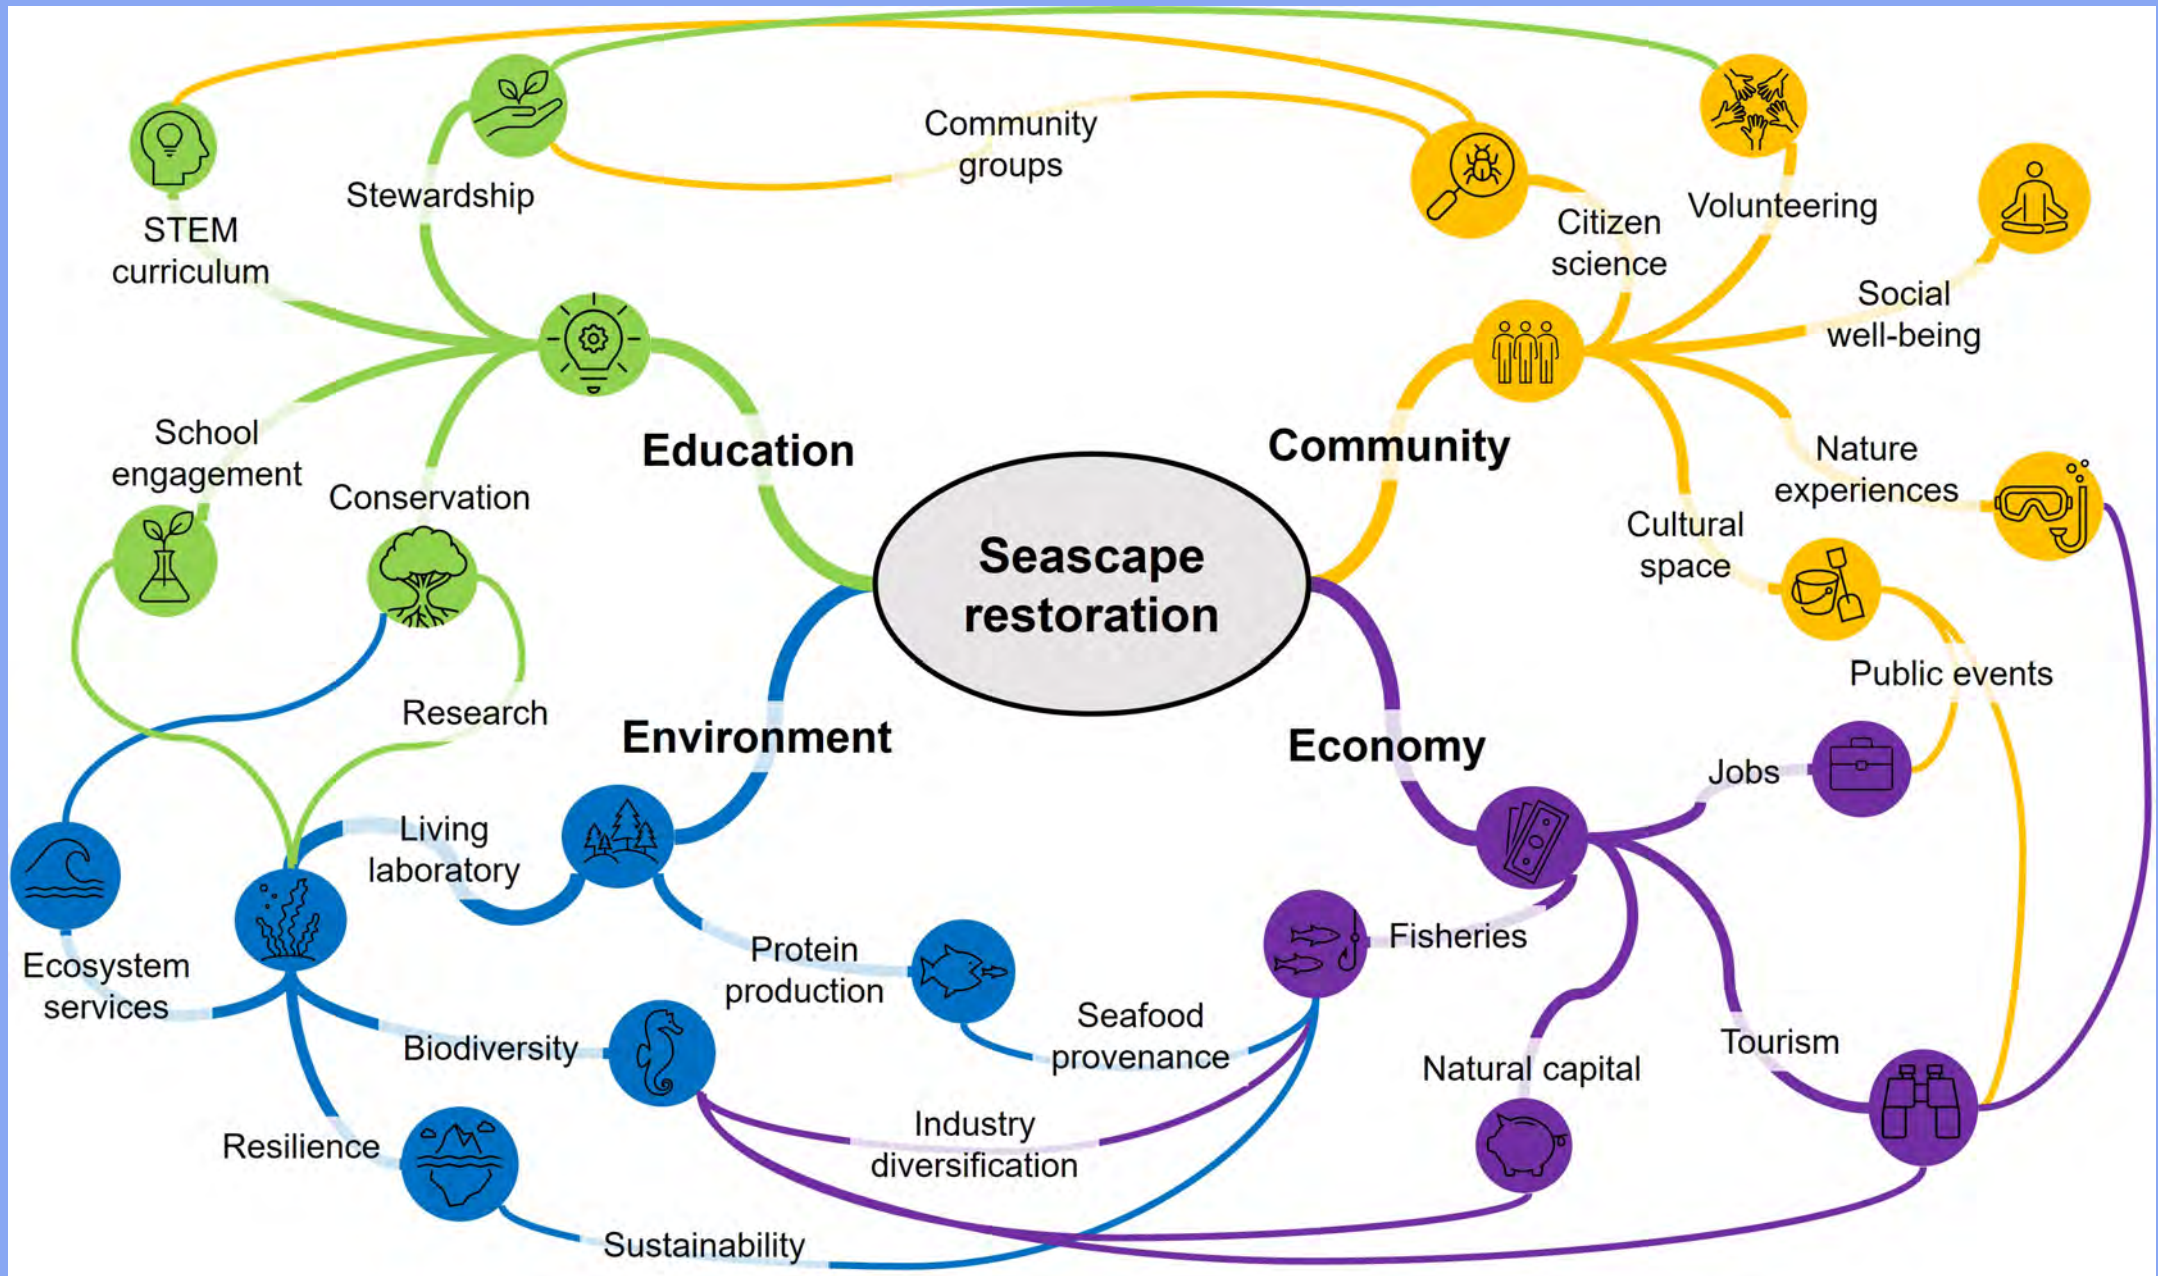 Community
groups
Stewardship
STEM
curriculum
Citizen
science
Volunteering
Social
well-being
School
engagement
Conservation
Education
Community
Nature
experiences
Cultural
space
Seascape
restoration
Public events
Research
Environment
Economy
Jobs
Living
laboratory
Ecosystem
services
Protein
production
Fisheries
Biodiversity
Seafood
provenance
Natural capital
Tourism
Resilience
Industry
diversification
Sustainability